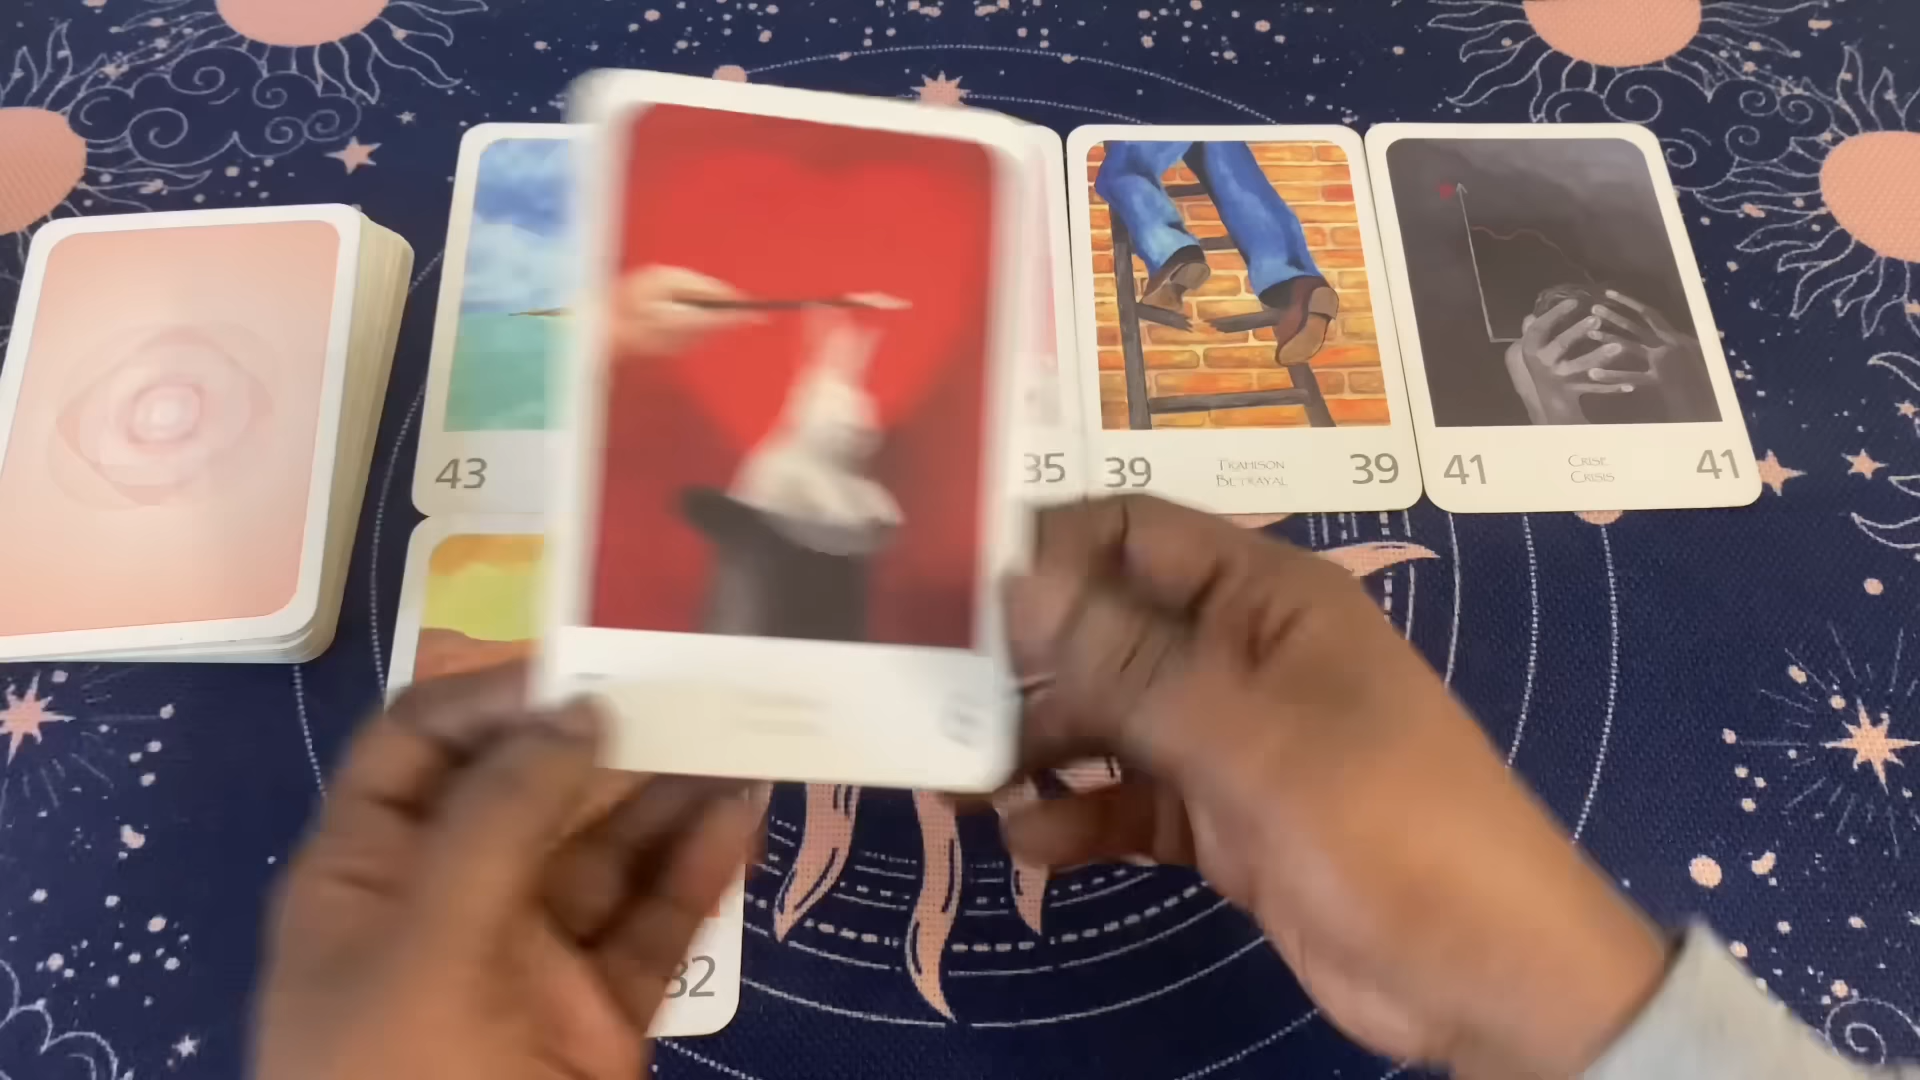 43
35
39 TRAHISON 39
BETRAYAL
41 CRISE 41
CRISIS
32